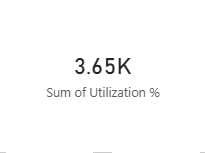 3.65K
Sum of Utilization %